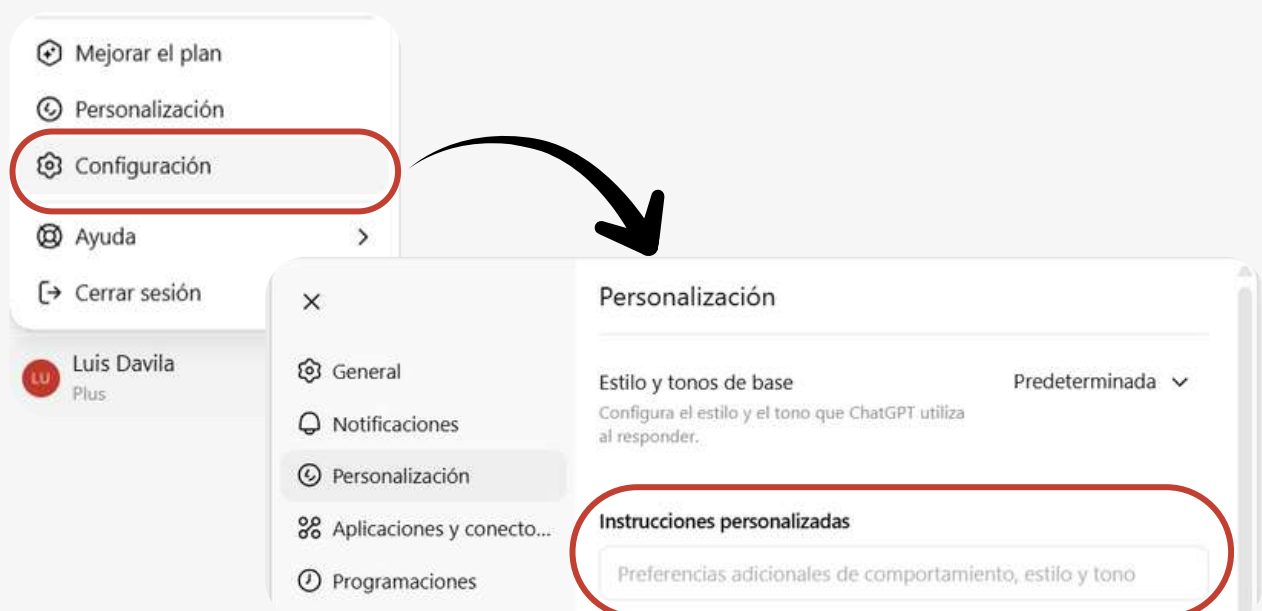 Mejorar el plan
Personalización
Configuración
Ayuda
Cerrar sesión
LU
Luis Davila
Plus
General
Notificaciones
Personalización
Aplicaciones y conecto...
Programaciones
Personalización
Estilo y tonos de base
Predeterminada
Configura el estilo y el tono que ChatGPT utiliza
al responder.
Instrucciones personalizadas
Preferencias adicionales de comportamiento, estilo y tono